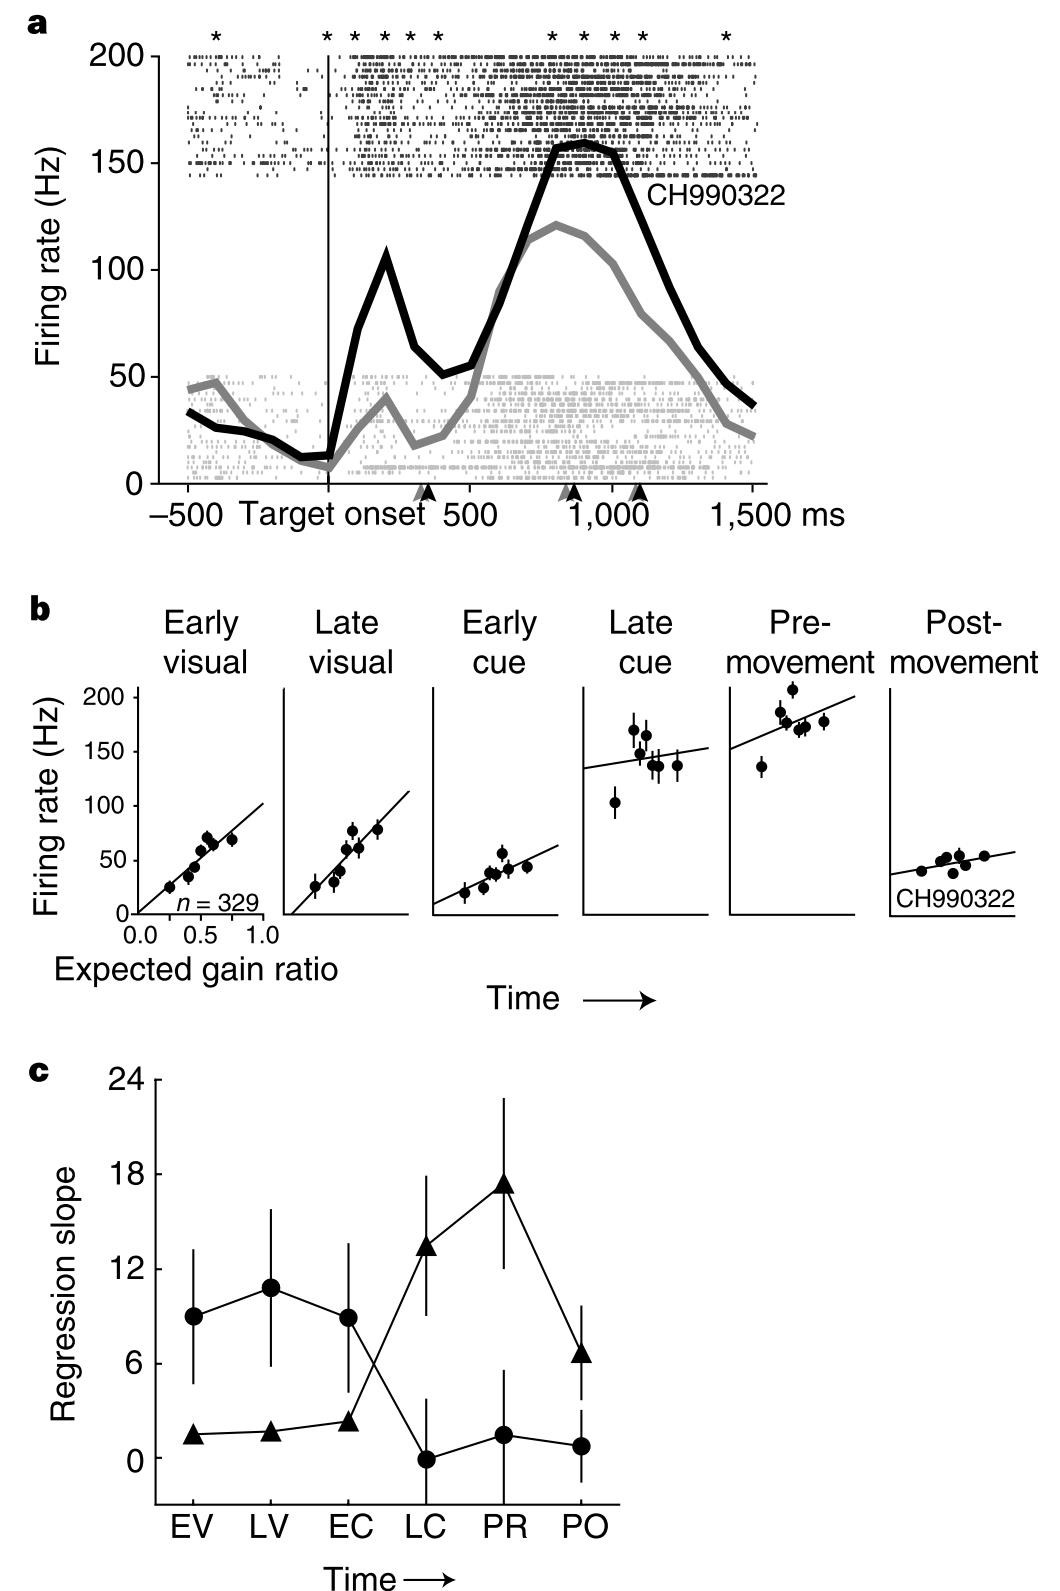 a
* * * * * * * * * * *
200
150
CH990322
100
50
0
Firing rate (Hz)
–500 Target onset 500 1,000 1,500 ms
b
Early visual
Late visual
Early cue
Late cue
Pre-movement
Post-movement
200
150
100
50
0
Firing rate (Hz)
n = 329
CH990322
0.0 0.5 1.0
Expected gain ratio
Time
c
24
18
12
6
0
Regression slope
EV LV EC LC PR PO
Time